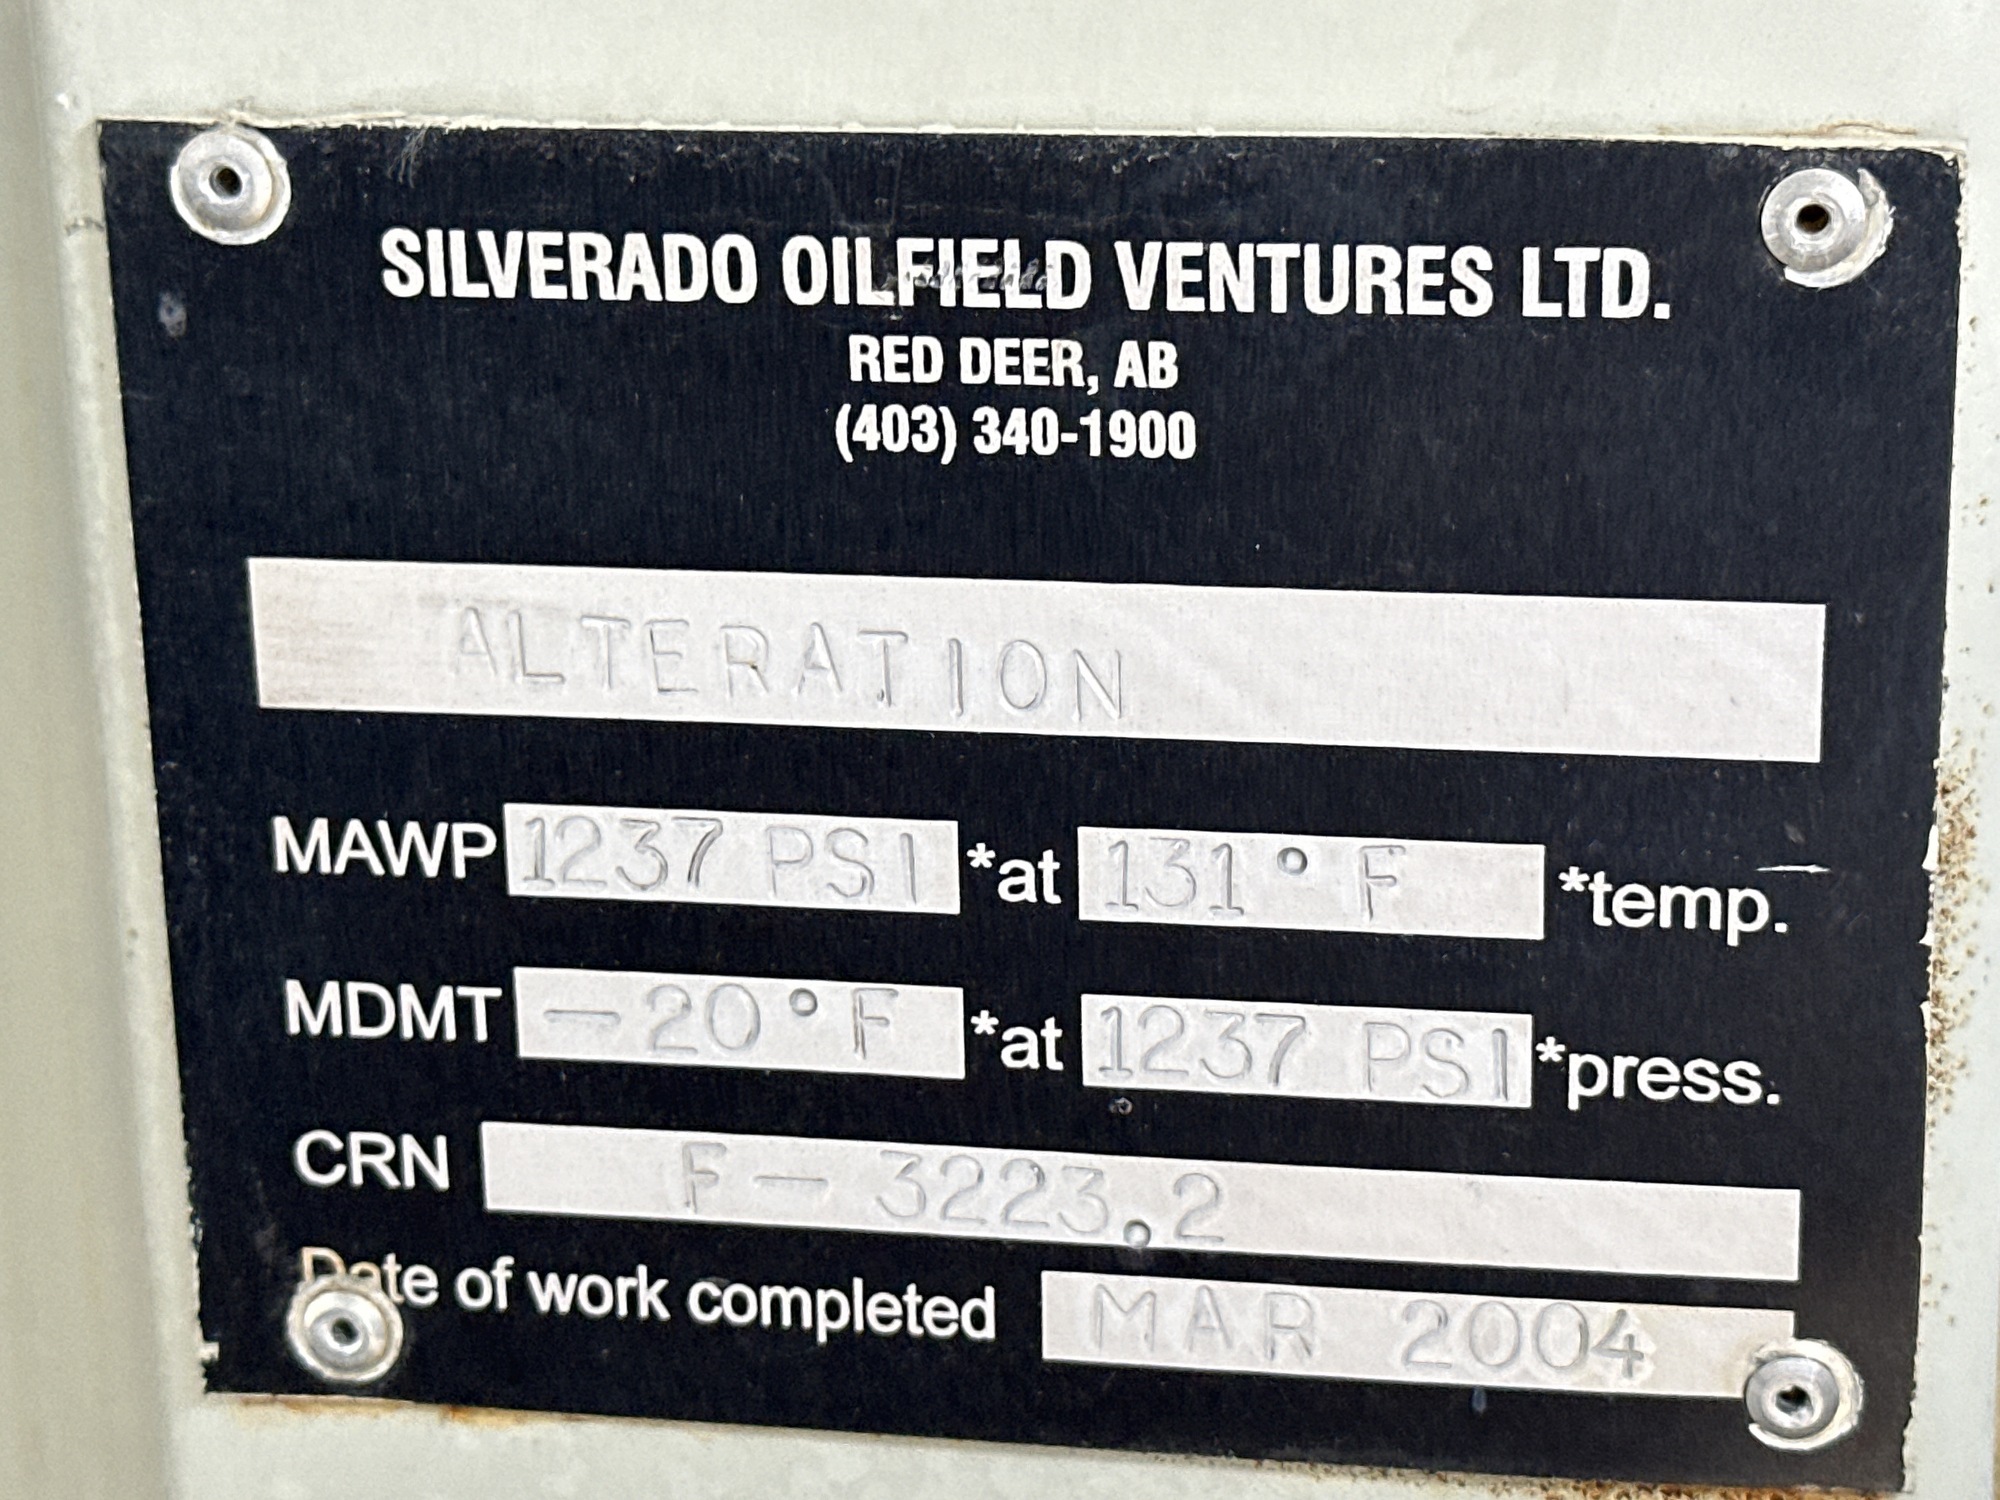 SILVERADO OILFIELD VENTURES LTD.
RED DEER, AB
(403) 340-1900
ALTERATION
MAWP 1237 PSI *at 131° F *temp.
MDMT -20° F *at 1237 PSI *press.
CRN F-3223.2
Date of work completed MAR 2004